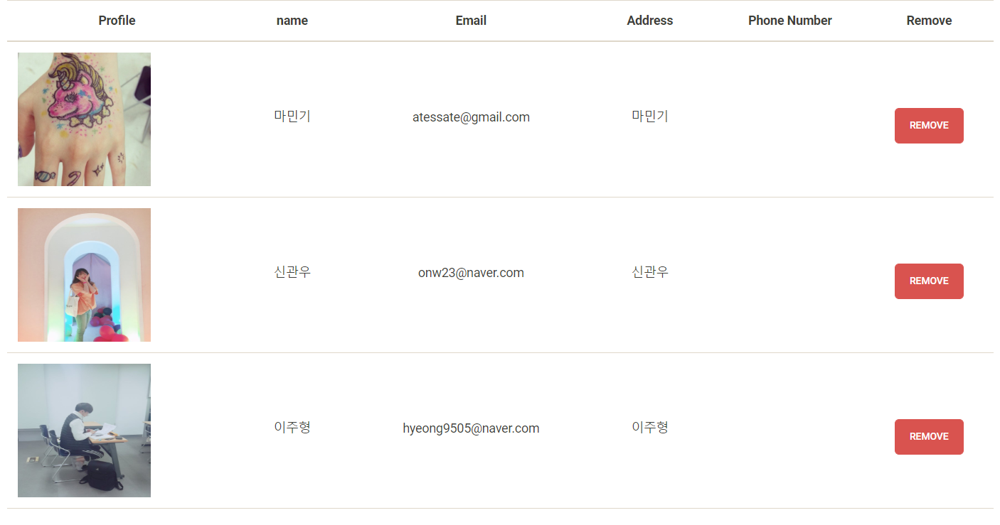 Profile name Email Address Phone Number Remove
마민기 atessate@gmail.com 마민기 REMOVE
신관우 onw23@naver.com 신관우 REMOVE
이주형 hyeong9505@naver.com 이주형 REMOVE